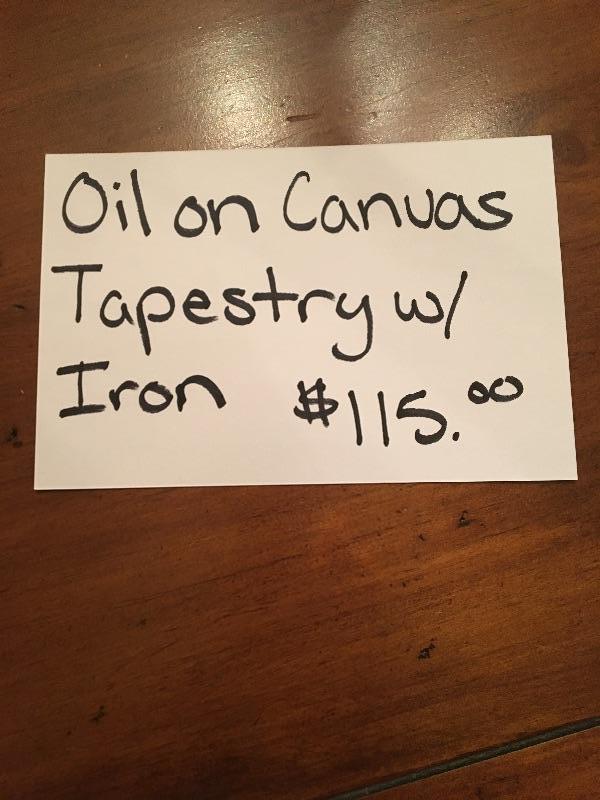 Oil on Canvas
Tapestry w/
Iron $115.00